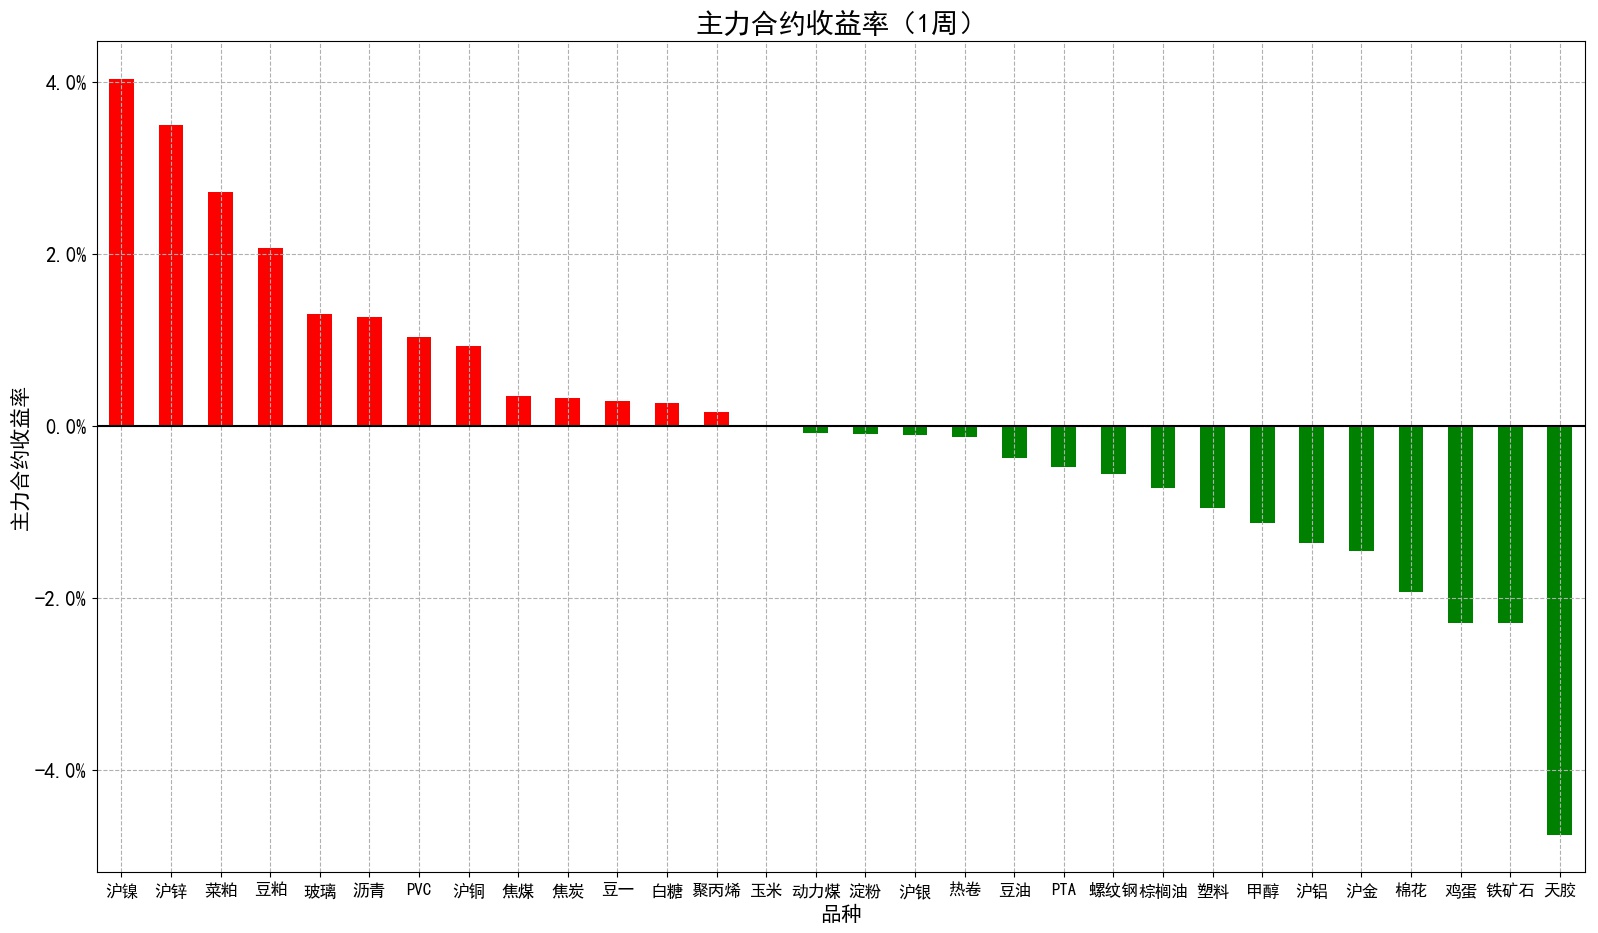 主力合约收益率（1周）
4.0%
2.0%
0.0%
-2.0%
-4.0%
主力合约收益率
沪镍 沪锌 菜粕 豆粕 玻璃 沥青 PVC 沪铜 焦煤 焦炭 豆一 白糖 聚丙烯 玉米 动力煤 淀粉 沪银 热卷 豆油 PTA 螺纹钢 棕榈油 塑料 甲醇 沪铝 沪金 棉花 鸡蛋 铁矿石 天胶
品种